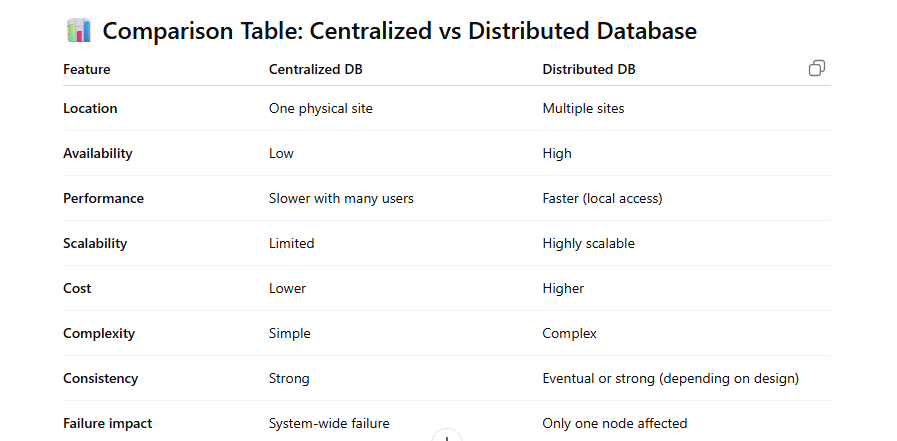 📊 Comparison Table: Centralized vs Distributed Database
Feature Centralized DB Distributed DB
Location One physical site Multiple sites
Availability Low High
Performance Slower with many users Faster (local access)
Scalability Limited Highly scalable
Cost Lower Higher
Complexity Simple Complex
Consistency Strong Eventual or strong (depending on design)
Failure impact System-wide failure Only one node affected